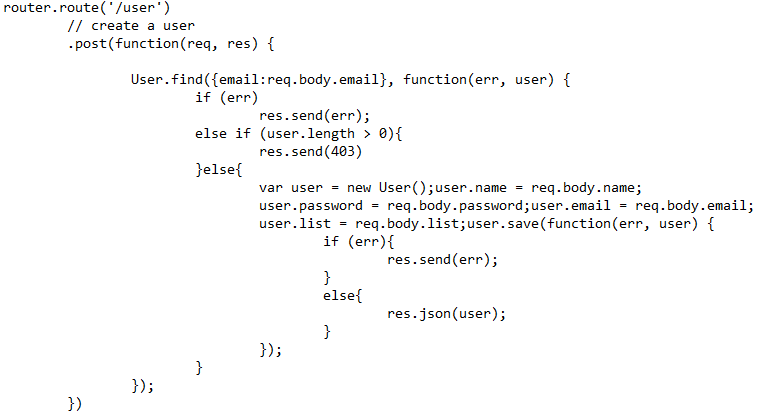 router.route('/user')
        // create a user
        .post(function(req, res) {

                User.find({email:req.body.email}, function(err, user) {
                        if (err)
                                res.send(err);
                        else if (user.length > 0){
                                res.send(403)
                        }else{
                                var user = new User();user.name = req.body.name;
                                user.password = req.body.password;user.email = req.body.email;
                                user.list = req.body.list;user.save(function(err, user) {
                                        if (err){
                                                res.send(err);
                                        }
                                        else{
                                                res.json(user);
                                        }
                                });
                        }
                });
        })